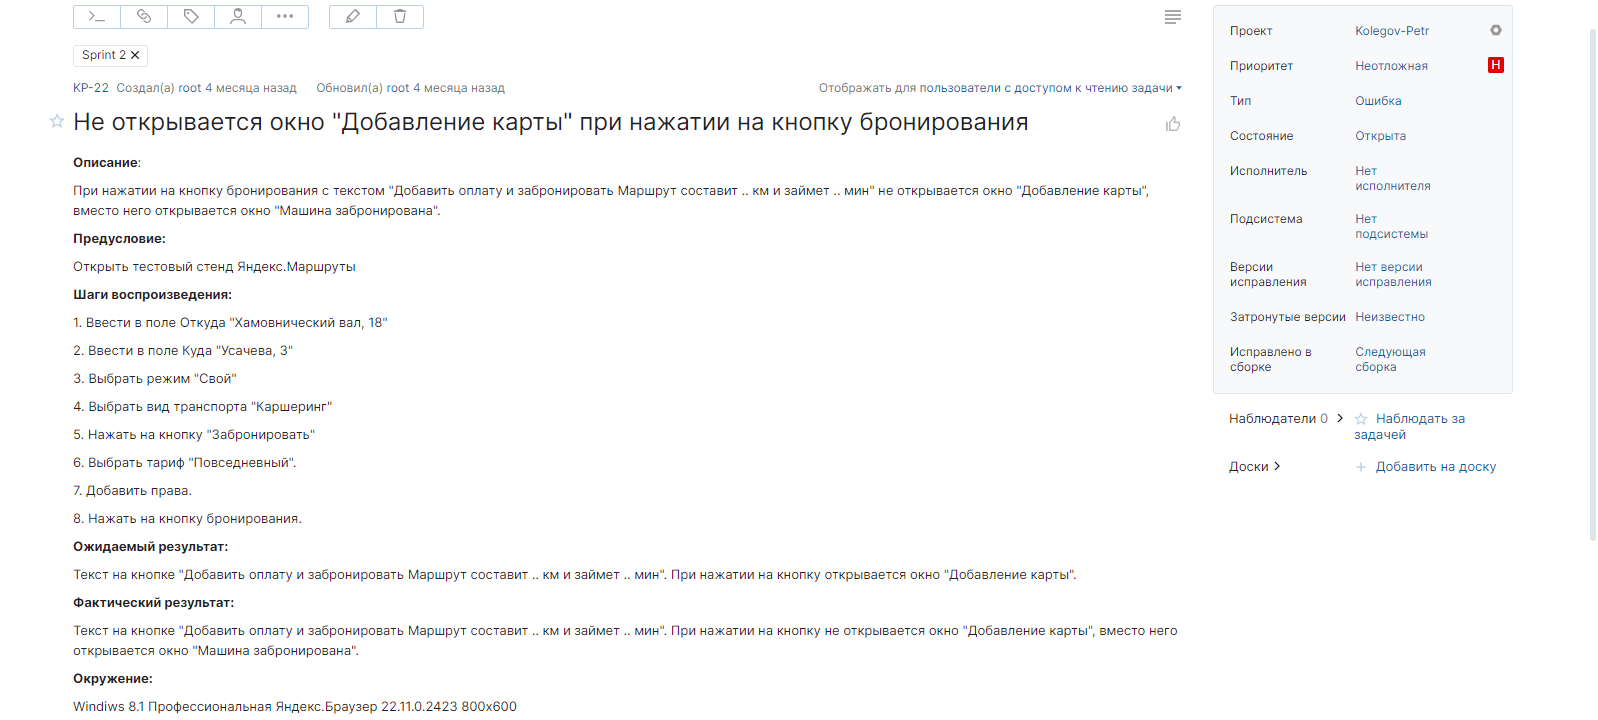 Sprint 2
KP-22 Создал(а) root 4 месяца назад Обновил(а) root 4 месяца назад Отображать для пользователи с доступом к чтению задачи
Не открывается окно "Добавление карты" при нажатии на кнопку бронирования
Описание:
При нажатии на кнопку бронирования с текстом "Добавить оплату и забронировать Маршрут составит .. км и займет .. мин" не открывается окно "Добавление карты",
вместо него открывается окно "Машина забронирована".
Предусловие:
Открыть тестовый стенд Яндекс.Маршруты
Шаги воспроизведения:
1. Ввести в поле Откуда "Хамовнический вал, 18"
2. Ввести в поле Куда "Усачева, 3"
3. Выбрать режим "Свой"
4. Выбрать вид транспорта "Каршеринг"
5. Нажать на кнопку "Забронировать"
6. Выбрать тариф "Повседневный".
7. Добавить права.
8. Нажать на кнопку бронирования.
Ожидаемый результат:
Текст на кнопке "Добавить оплату и забронировать Маршрут составит .. км и займет .. мин". При нажатии на кнопку открывается окно "Добавление карты".
Фактический результат:
Текст на кнопке "Добавить оплату и забронировать Маршрут составит .. км и займет .. мин". При нажатии на кнопку не открывается окно "Добавление карты", вместо него
открывается окно "Машина забронирована".
Окружение:
Windiws 8.1 Профессиональная Яндекс.Браузер 22.11.0.2423 800x600
Проект Kolegov-Petr
Приоритет Неотложная Н
Тип Ошибка
Состояние Открыта
Исполнитель Нет
исполнителя
Подсистема Нет
подсистемы
Версии Нет версии
исправления исправления
Затронутые версии Неизвестно
Исправлено в Следующая
сборке сборка
Наблюдатели 0 Наблюдать за
задачей
Доски Добавить на доску